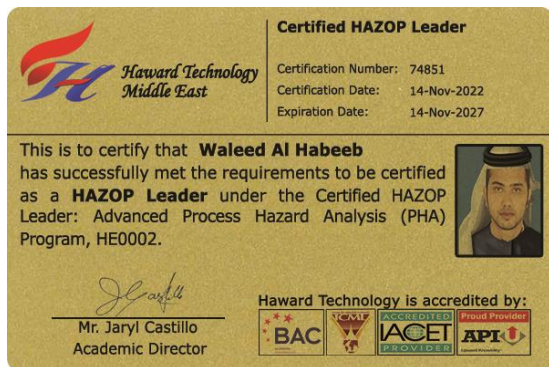 Haward Technology
Middle East
Certified HAZOP Leader
Certification Number: 74851
Certification Date: 14-Nov-2022
Expiration Date: 14-Nov-2027
This is to certify that Waleed Al Habeeb
has successfully met the requirements to be certified
as a HAZOP Leader under the Certified HAZOP
Leader: Advanced Process Hazard Analysis (PHA)
Program, HE0002.
Mr. Jaryl Castillo
Academic Director
Haward Technology is accredited by:
BAC
TCMI
ACCREDITED
IACET
PROVIDER
Proud Provider
API U